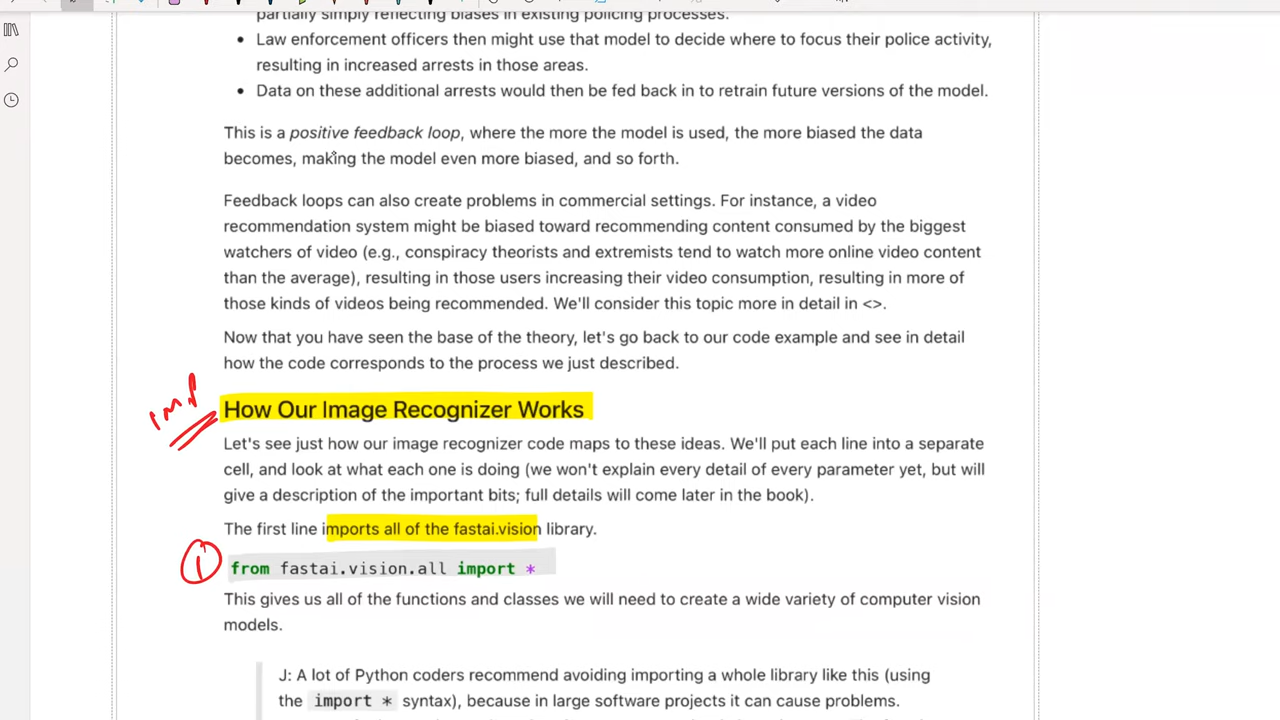 partially simply reflecting biases in existing policing processes.
• Law enforcement officers then might use that model to decide where to focus their police activity,
resulting in increased arrests in those areas.
• Data on these additional arrests would then be fed back in to retrain future versions of the model.
This is a positive feedback loop, where the more the model is used, the more biased the data
becomes, making the model even more biased, and so forth.
Feedback loops can also create problems in commercial settings. For instance, a video
recommendation system might be biased toward recommending content consumed by the biggest
watchers of video (e.g., conspiracy theorists and extremists tend to watch more online video content
than the average), resulting in those users increasing their video consumption, resulting in more of
those kinds of videos being recommended. We'll consider this topic more in detail in <>.
Now that you have seen the base of the theory, let's go back to our code example and see in detail
how the code corresponds to the process we just described.
imp
How Our Image Recognizer Works
Let's see just how our image recognizer code maps to these ideas. We'll put each line into a separate
cell, and look at what each one is doing (we won't explain every detail of every parameter yet, but will
give a description of the important bits; full details will come later in the book).
The first line imports all of the fastai.vision library.
1
from fastai.vision.all import *
This gives us all of the functions and classes we will need to create a wide variety of computer vision
models.
J: A lot of Python coders recommend avoiding importing a whole library like this (using
the import * syntax), because in large software projects it can cause problems.